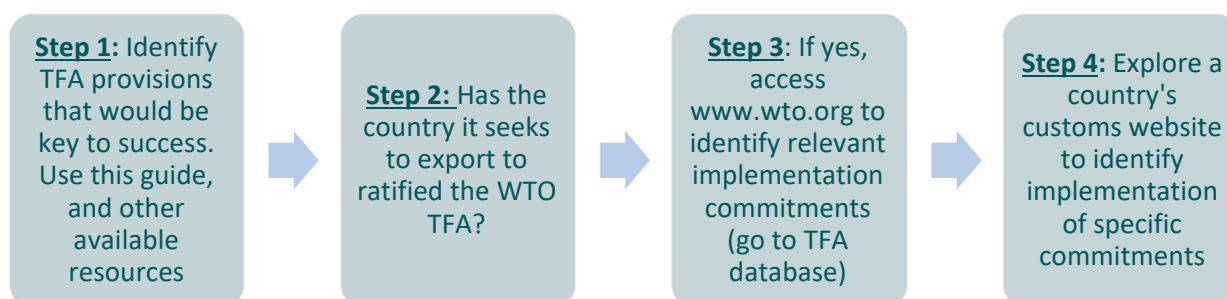 Step 1: Identify
TFA provisions
that would be
key to success.
Use this guide,
and other
available
resources
Step 2: Has the
country it seeks
to export to
ratified the WTO
TFA?
Step 3: If yes,
access
www.wto.org to
identify relevant
implementation
commitments
(go to TFA
database)
Step 4: Explore a
country's
customs website
to identify
implementation
of specific
commitments